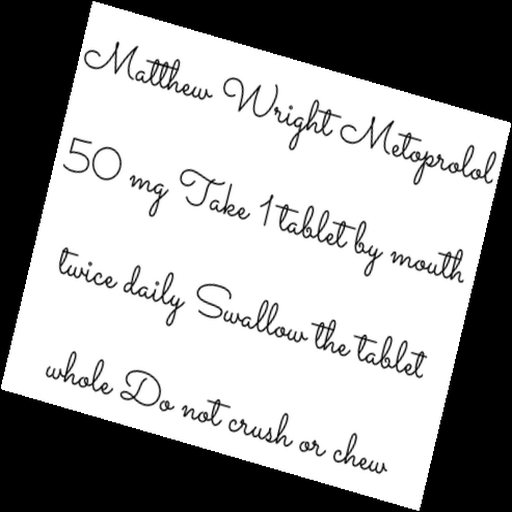 Matthew Wright Metoprolol
50 mg Take 1 tablet by mouth
twice daily Swallow the tablet
whole Do not crush or chew